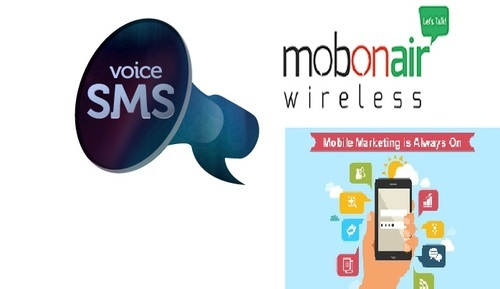 voice
SMS
Let's Talk!
mobonair
wireless
Mobile Marketing is Always On